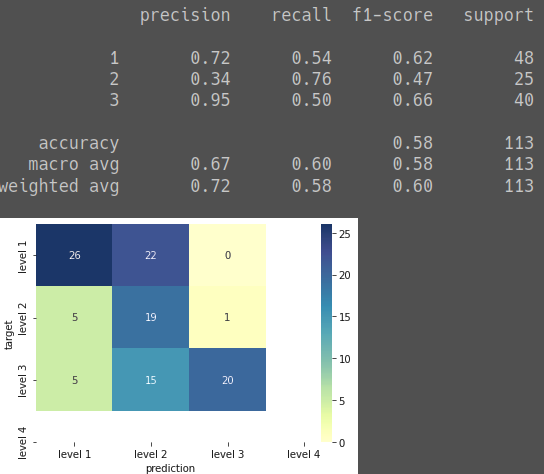 precision recall f1-score support
1 0.72 0.54 0.62 48
2 0.34 0.76 0.47 25
3 0.95 0.50 0.66 40
accuracy 0.58 113
macro avg 0.67 0.60 0.58 113
weighted avg 0.72 0.58 0.60 113
target
level 1 26 22 0
level 2 5 19 1
level 3 5 15 20
level 4
level 1 level 2 level 3 level 4
prediction
25
20
15
10
5
0